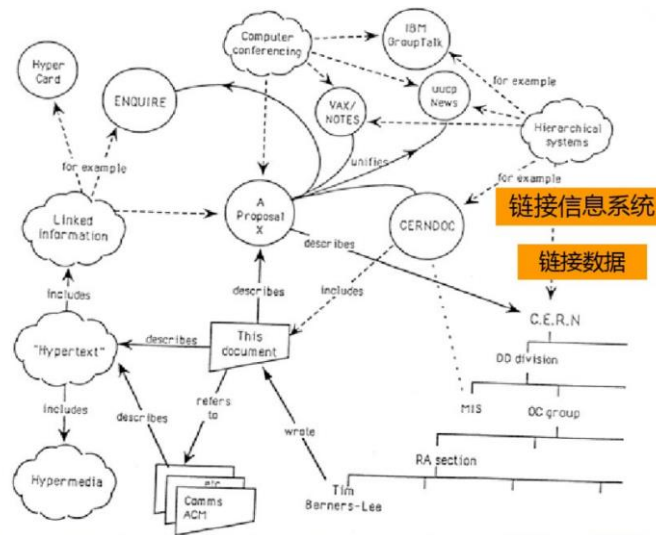 IBM
GroupTalk
Computer
conferencing
Hyper
Card
ENQUIRE
uucp
News
VAX/
NOTES
for example
Hierarchical
systems
for example
unifies
for example
A
Proposal
X
CERNDOC
链接信息系统
Linked
information
describes
链接数据
includes
describes
includes
C.E.R.N
This
document
describes
"Hypertext"
DD division
includes
refers
to
describes
wrote
MIS
OC group
RA section
Hypermedia
etc
Comms
ACM
Tim
Berners-Lee